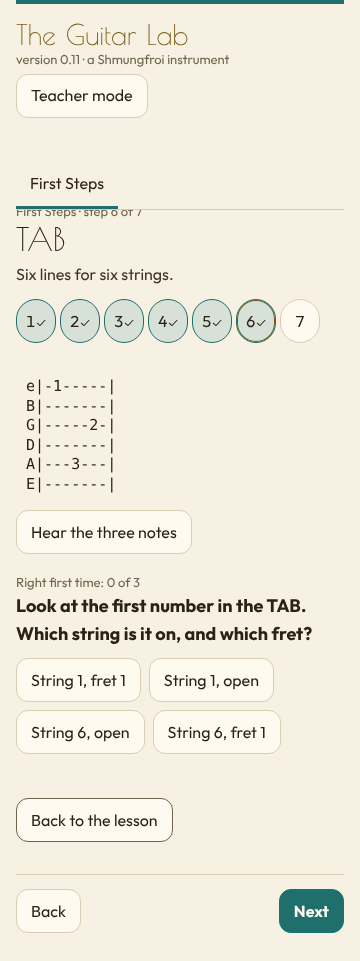 The Guitar Lab
version 0.11 · a Shmungfroi instrument
Teacher mode
First Steps
First Steps · step 6 of 7
TAB
Six lines for six strings.
1✓ 2✓ 3✓ 4✓ 5✓ 6✓ 7
e|-1-----|
B|-------|
G|-----2-|
D|-------|
A|---3---|
E|-------|
Hear the three notes
Right first time: 0 of 3
Look at the first number in the TAB.
Which string is it on, and which fret?
String 1, fret 1 String 1, open
String 6, open String 6, fret 1
Back to the lesson
Back Next